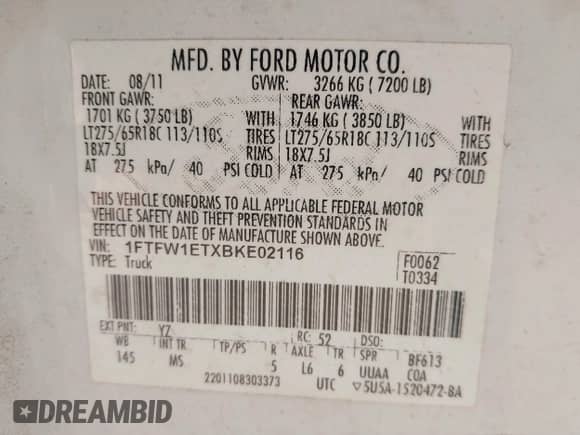 MFD. BY FORD MOTOR CO.
DATE: 08/11 GVWR: 3266 KG ( 7200 LB)
FRONT GAWR: REAR GAWR:
1701 KG ( 3750 LB) WITH 1746 KG ( 3850 LB) WITH
LT275/65R18C 113/110S TIRES LT275/65R18C 113/110S TIRES
18X7.5J RIMS 18X7.5J RIMS
AT 275 kPa/ 40 PSI COLD AT 275 kPa/ 40 PSI COLD
THIS VEHICLE CONFORMS TO ALL APPLICABLE FEDERAL MOTOR
VEHICLE SAFETY AND THEFT PREVENTION STANDARDS IN
EFFECT ON THE DATE OF MANUFACTURE SHOWN ABOVE.
VIN: 1FTFW1ETXBKE02116 F0062
TYPE: Truck T0334
EXT PNT: YZ RC: 52 DSO:
WB INT TR TP/PS R AXLE TR SPR BF613
145 MS 5 L6 6 UUAA COA
2201108303373 UTC ▽5U5A-1520472-BA
DREAMBID